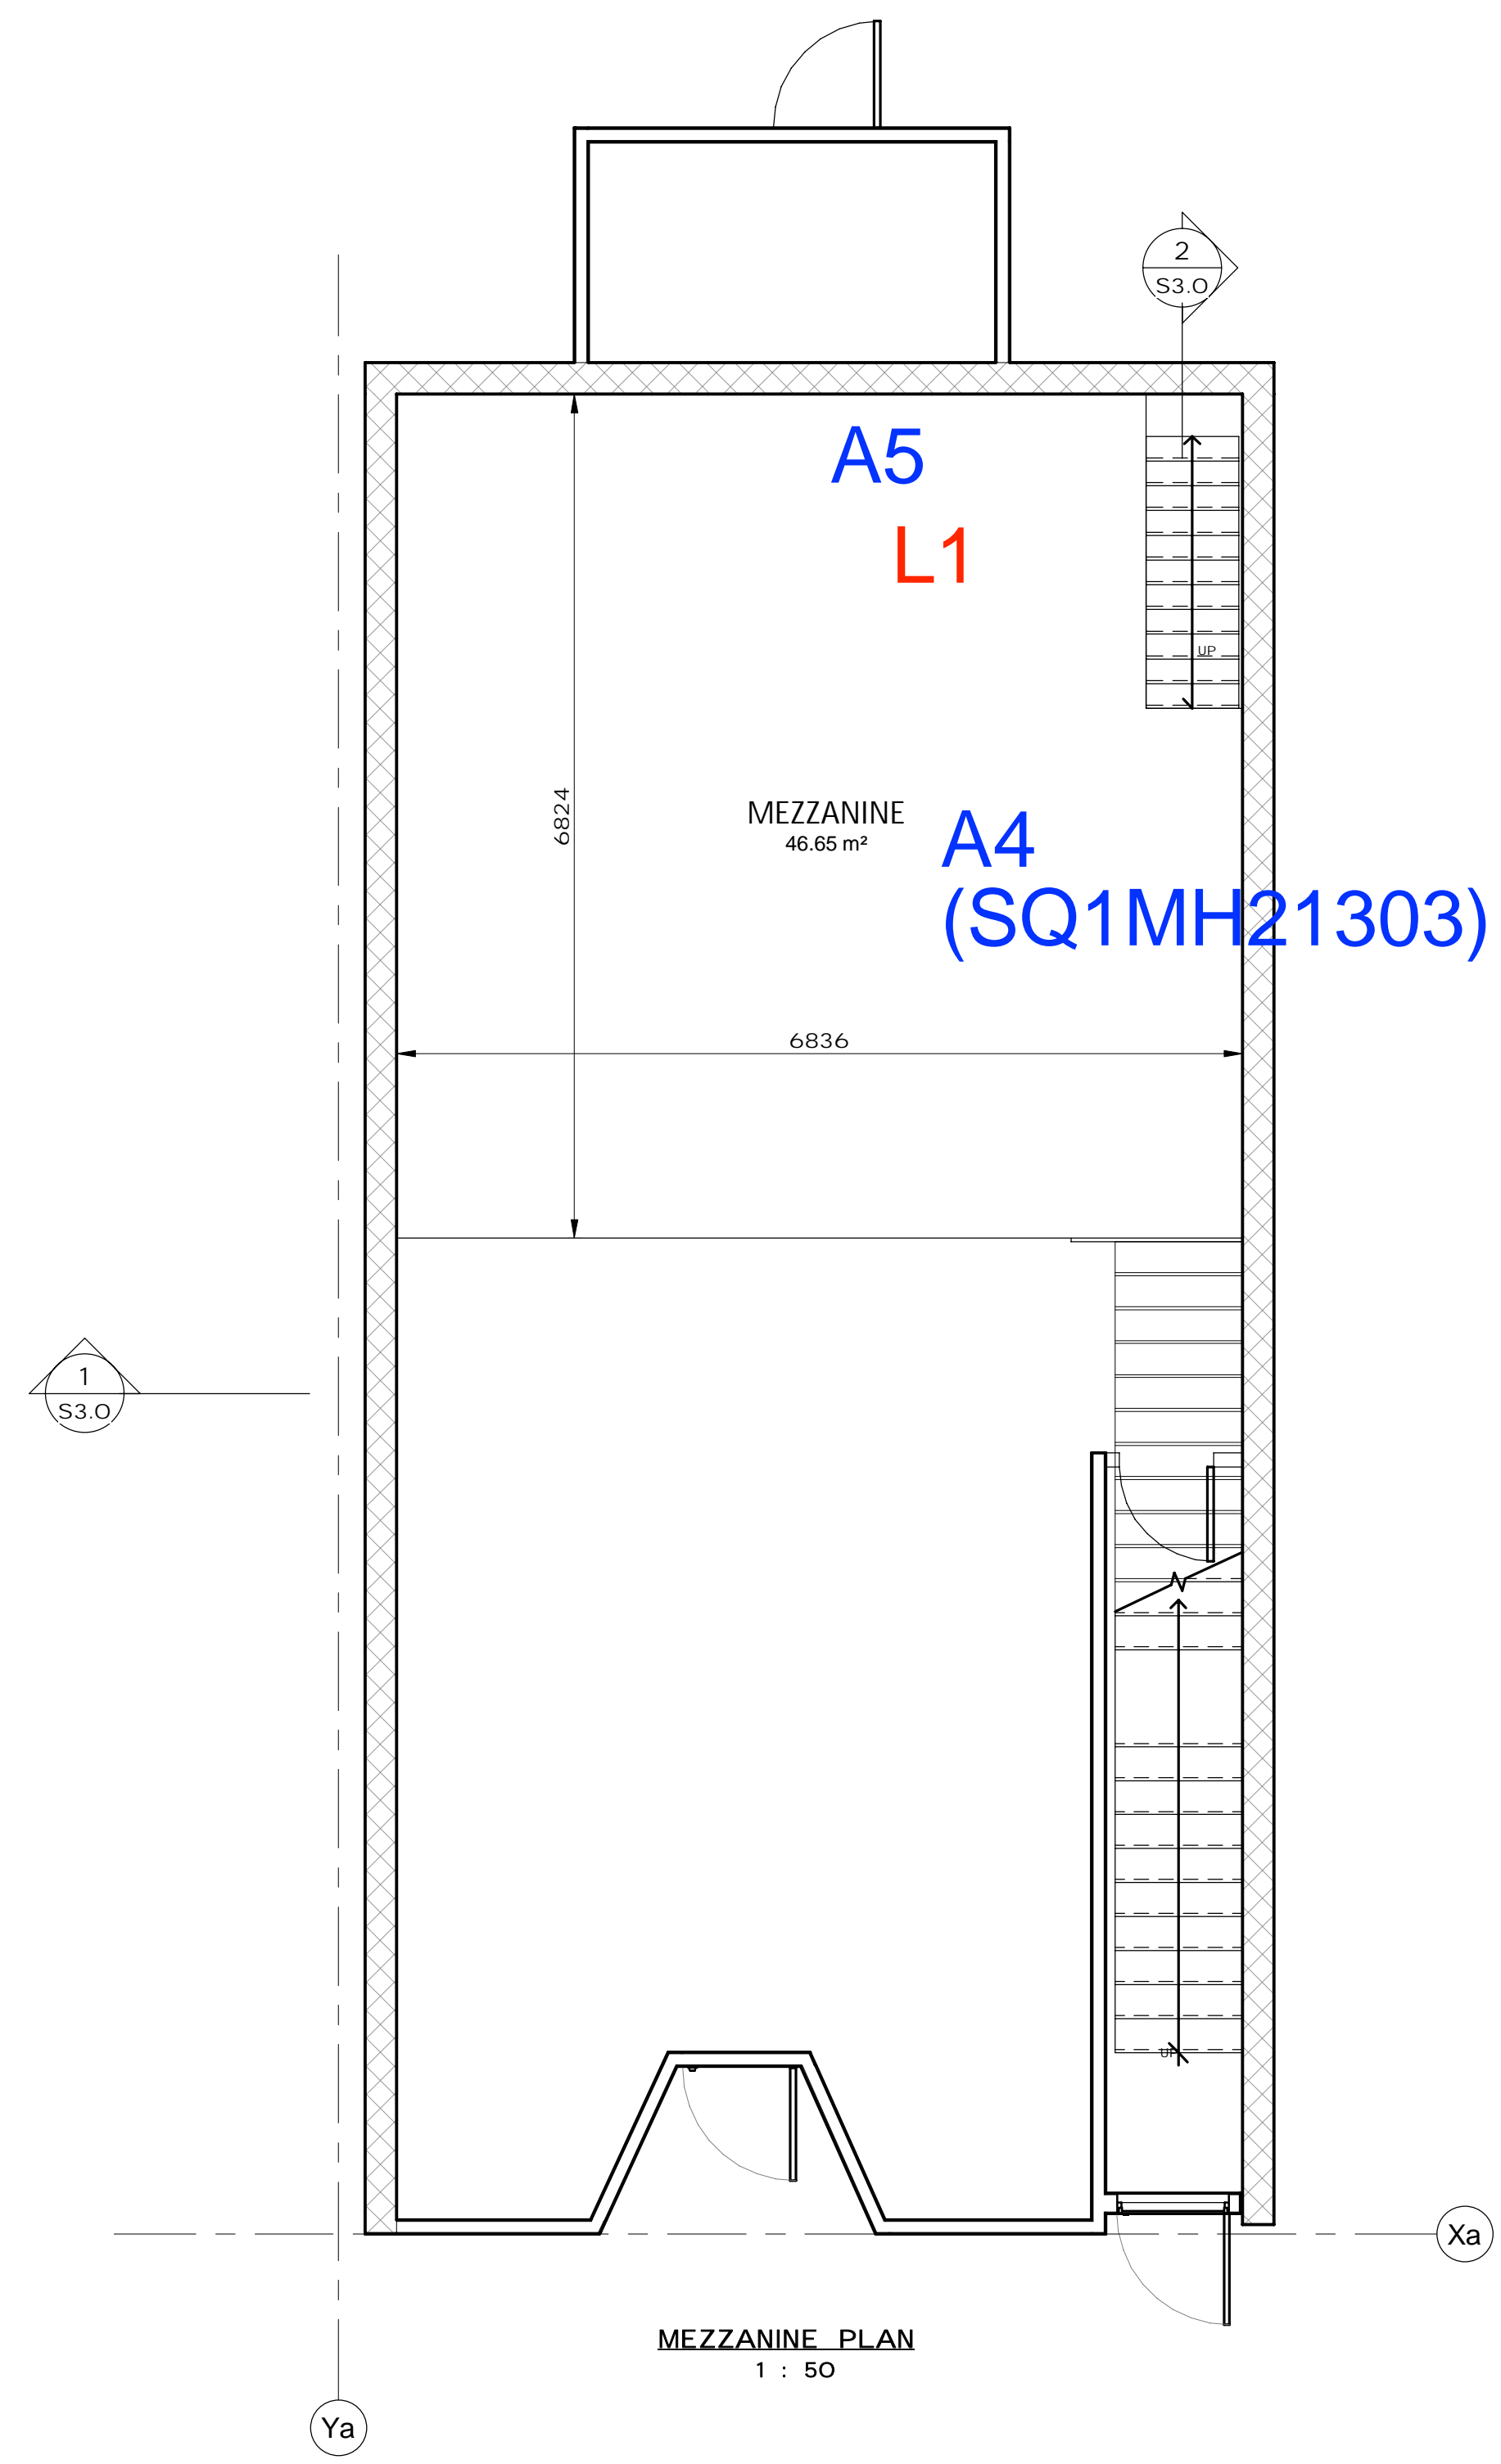 2
S3.0
A5
L1
UP
6824
MEZZANINE
46.65 m²
A4
(SQ1MH21303)
6836
1
S3.0
UP
Xa
MEZZANINE PLAN
1 : 50
Ya